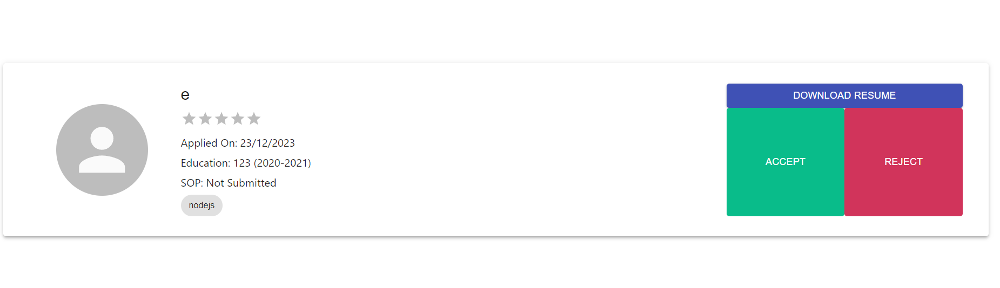 e
Applied On: 23/12/2023
Education: 123 (2020-2021)
SOP: Not Submitted
nodejs
DOWNLOAD RESUME
ACCEPT
REJECT